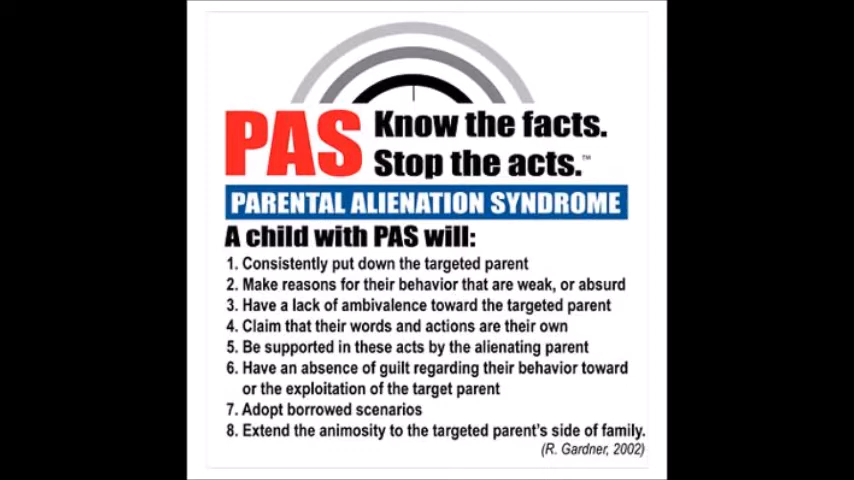 PAS Know the facts.
Stop the acts.™
PARENTAL ALIENATION SYNDROME
A child with PAS will:
1. Consistently put down the targeted parent
2. Make reasons for their behavior that are weak, or absurd
3. Have a lack of ambivalence toward the targeted parent
4. Claim that their words and actions are their own
5. Be supported in these acts by the alienating parent
6. Have an absence of guilt regarding their behavior toward
or the exploitation of the target parent
7. Adopt borrowed scenarios
8. Extend the animosity to the targeted parent's side of family.
(R. Gardner, 2002)